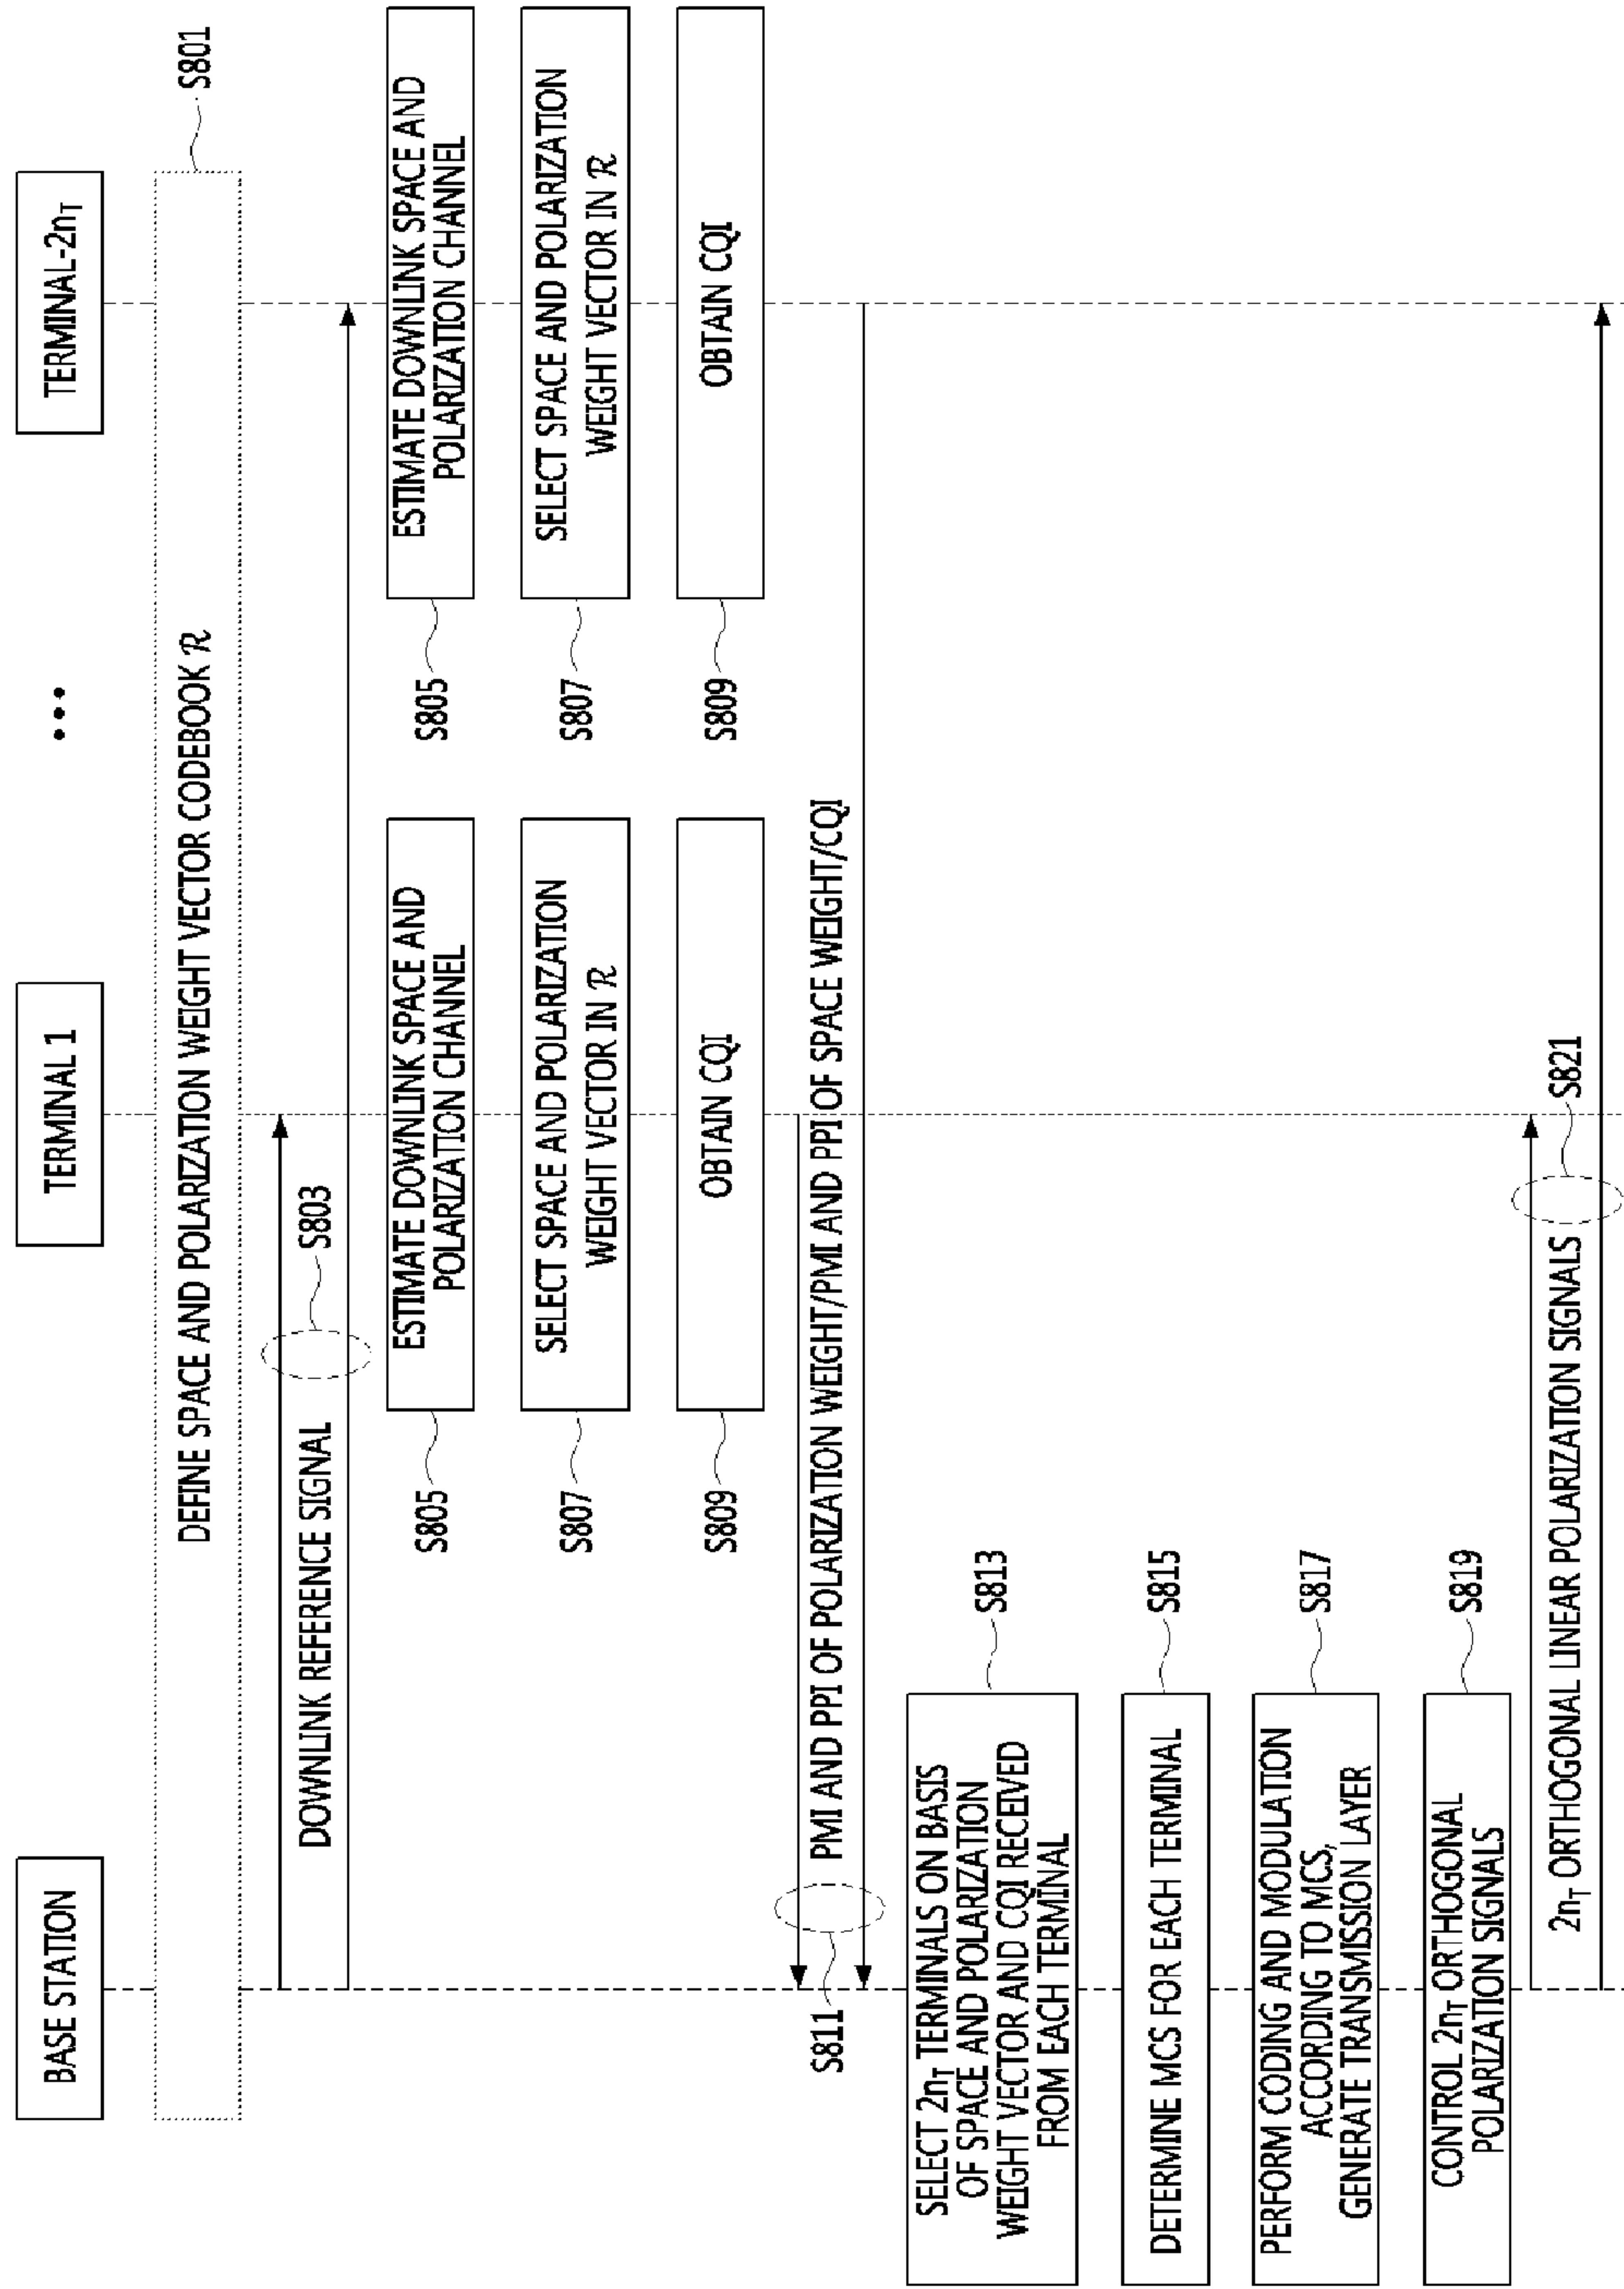 BASE STATION
TERMINAL 1
...
TERMINAL-2nT
DEFINE SPACE AND POLARIZATION WEIGHT VECTOR CODEBOOK ℛ
S801
DOWNLINK REFERENCE SIGNAL
S803
S805
ESTIMATE DOWNLINK SPACE AND
POLARIZATION CHANNEL
S805
ESTIMATE DOWNLINK SPACE AND
POLARIZATION CHANNEL
S807
SELECT SPACE AND POLARIZATION
WEIGHT VECTOR IN ℛ
S807
SELECT SPACE AND POLARIZATION
WEIGHT VECTOR IN ℛ
S809
OBTAIN CQI
S809
OBTAIN CQI
S811
PMI AND PPI OF POLARIZATION WEIGHT/PMI AND PPI OF SPACE WEIGHT/CQI
SELECT 2nT TERMINALS ON BASIS
OF SPACE AND POLARIZATION
WEIGHT VECTOR AND CQI RECEIVED
FROM EACH TERMINAL
S813
DETERMINE MCS FOR EACH TERMINAL
S815
PERFORM CODING AND MODULATION
ACCORDING TO MCS,
GENERATE TRANSMISSION LAYER
S817
CONTROL 2nT ORTHOGONAL
POLARIZATION SIGNALS
S819
2nT ORTHOGONAL LINEAR POLARIZATION SIGNALS
S821